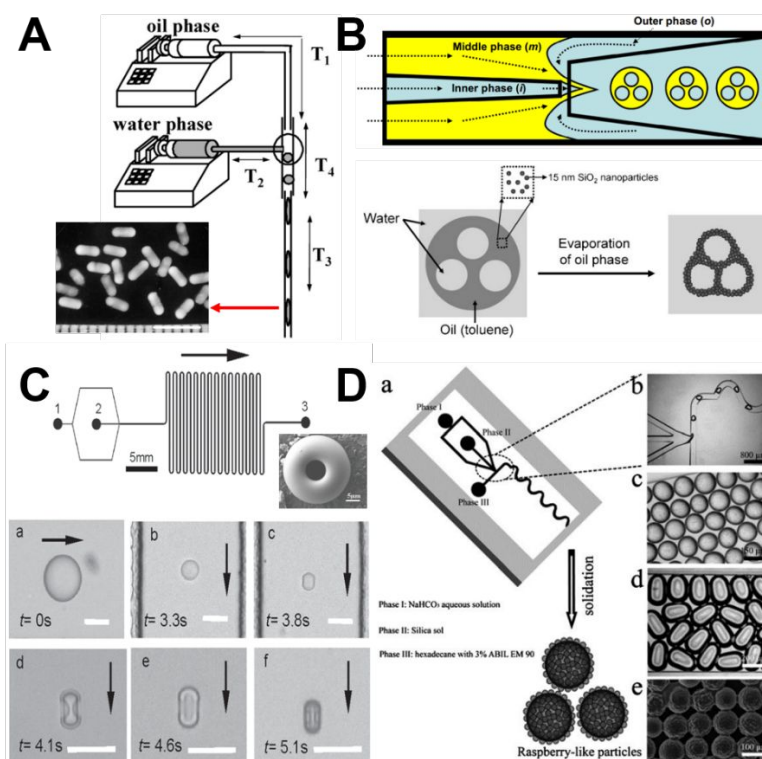 A
oil phase
T1
water phase
T2
T4
T3
B
Outer phase (o)
Middle phase (m)
Inner phase (i)
15 nm SiO2 nanoparticles
Water
Evaporation
of oil phase
Oil (toluene)
C
1
2
3
5mm
a
t= 0s
b
t= 3.3s
c
t= 3.8s
d
t= 4.1s
e
t= 4.6s
f
t= 5.1s
D
a
Phase I
Phase II
Phase III
solidation
Phase I: NaHCO3 aqueous solution
Phase II: Silica sol
Phase III: hexadecane with 3% ABIL EM 90
Raspberry-like particles
b
800 μm
c
d
e